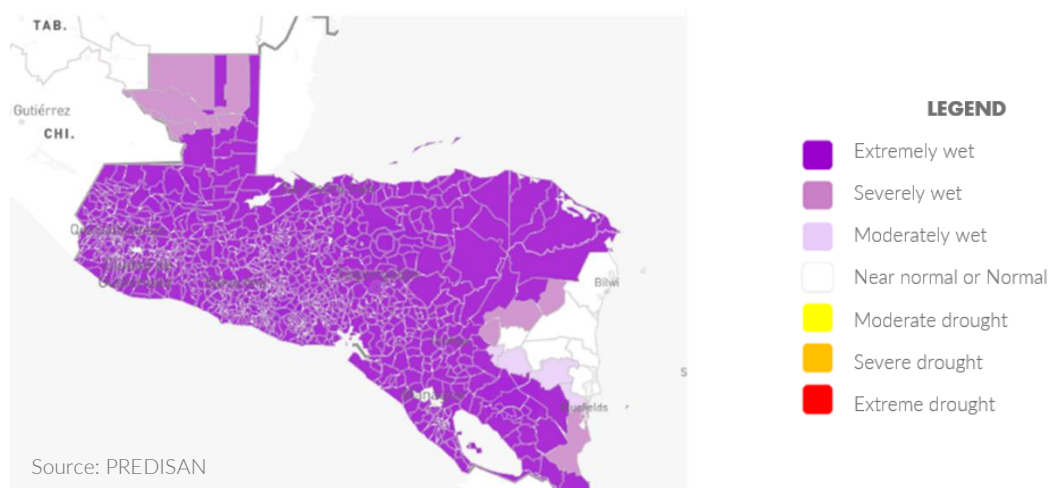 TAB.
Gutiérrez
CHI.
Bilwi
S
Source: PREDISAN
LEGEND
Extremely wet
Severely wet
Moderately wet
Near normal or Normal
Moderate drought
Severe drought
Extreme drought